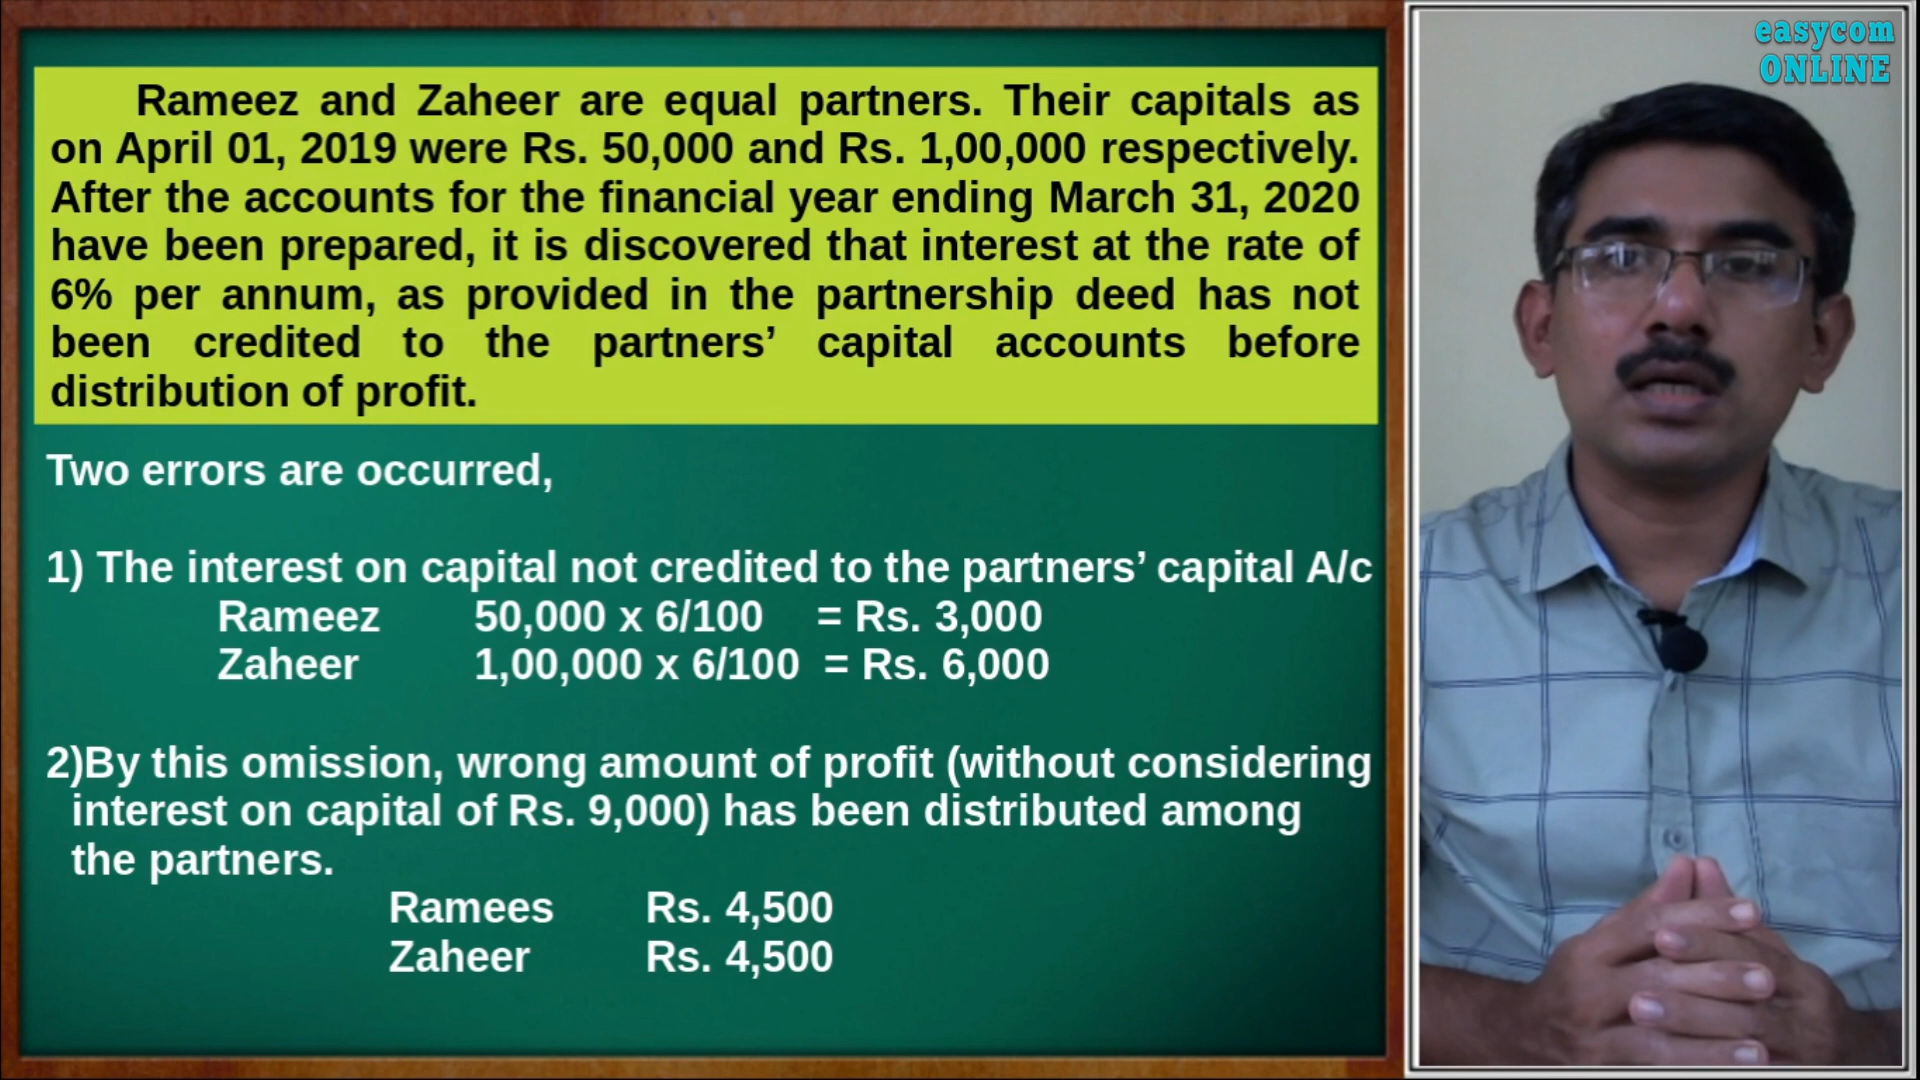 easycom
ONLINE
Rameez and Zaheer are equal partners. Their capitals as
on April 01, 2019 were Rs. 50,000 and Rs. 1,00,000 respectively.
After the accounts for the financial year ending March 31, 2020
have been prepared, it is discovered that interest at the rate of
6% per annum, as provided in the partnership deed has not
been credited to the partners’ capital accounts before
distribution of profit.
Two errors are occurred,
1) The interest on capital not credited to the partners’ capital A/c
Rameez 50,000 x 6/100 = Rs. 3,000
Zaheer 1,00,000 x 6/100 = Rs. 6,000
2)By this omission, wrong amount of profit (without considering
interest on capital of Rs. 9,000) has been distributed among
the partners.
Ramees Rs. 4,500
Zaheer Rs. 4,500